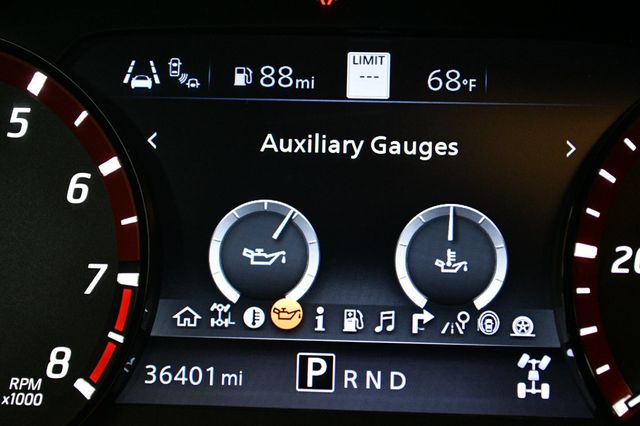 LIMIT
88mi
---
68°F
Auxiliary Gauges
5
6
7
8
20
i
36401 mi
P R N D
RPM
x1000